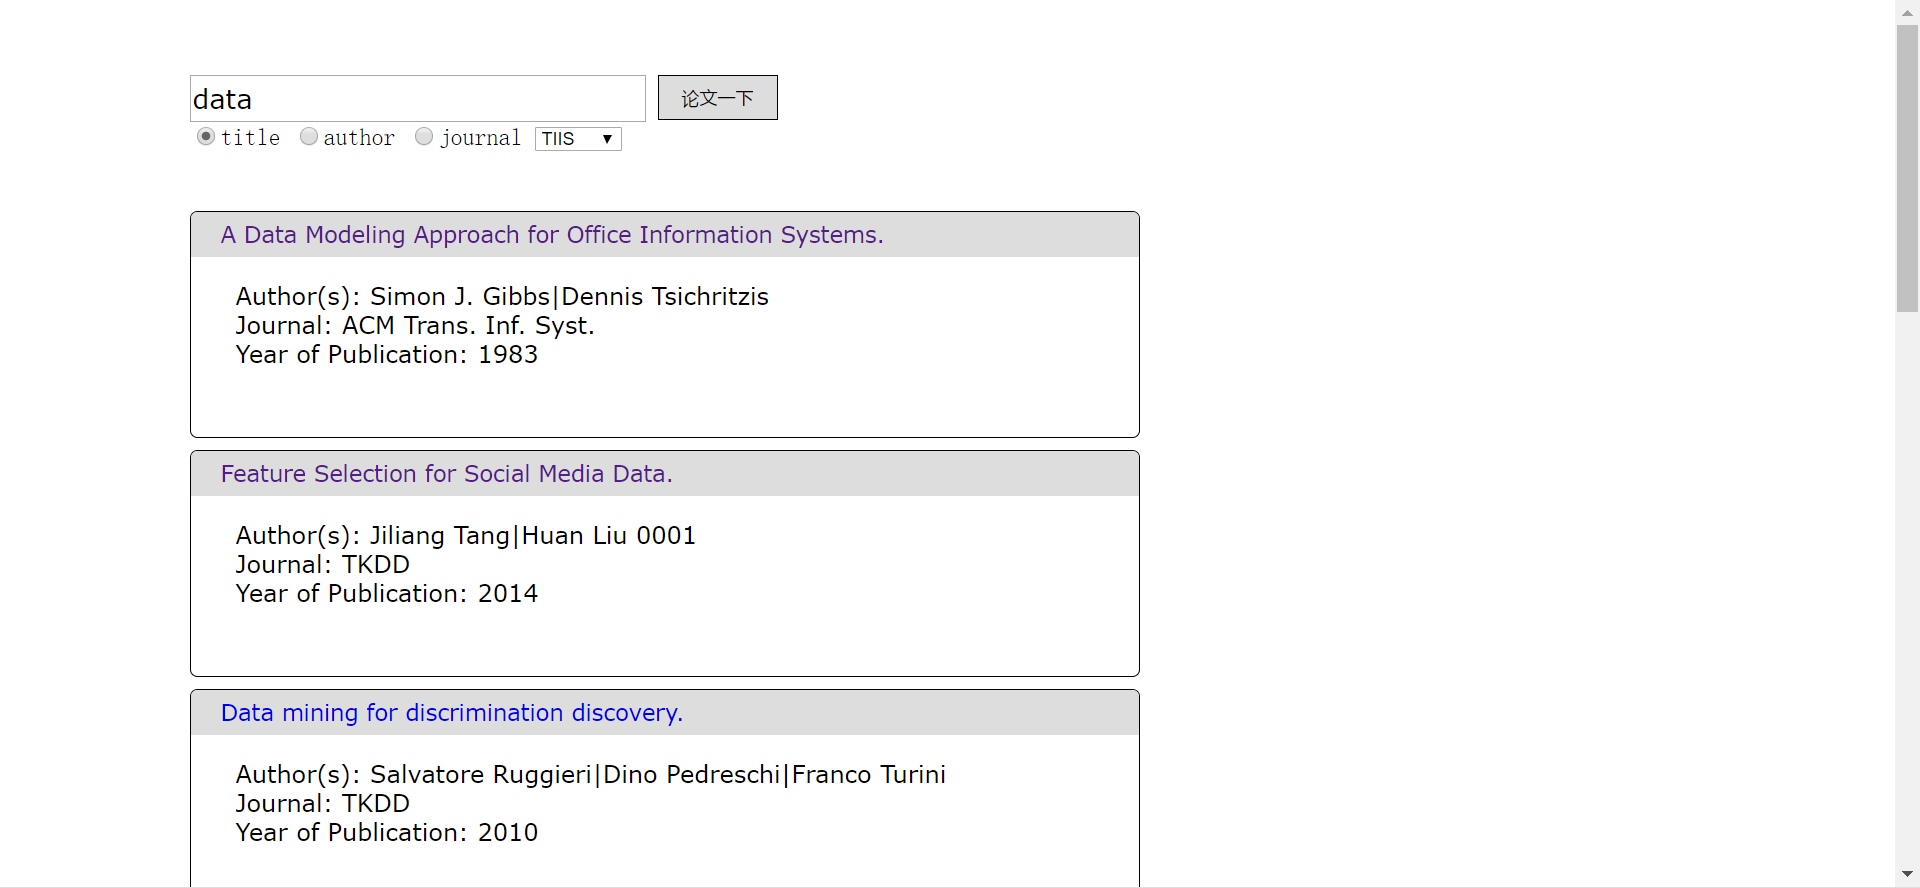 data
论文一下
title author journal TIIS
A Data Modeling Approach for Office Information Systems.
Author(s): Simon J. Gibbs|Dennis Tsichritzis
Journal: ACM Trans. Inf. Syst.
Year of Publication: 1983
Feature Selection for Social Media Data.
Author(s): Jiliang Tang|Huan Liu 0001
Journal: TKDD
Year of Publication: 2014
Data mining for discrimination discovery.
Author(s): Salvatore Ruggieri|Dino Pedreschi|Franco Turini
Journal: TKDD
Year of Publication: 2010